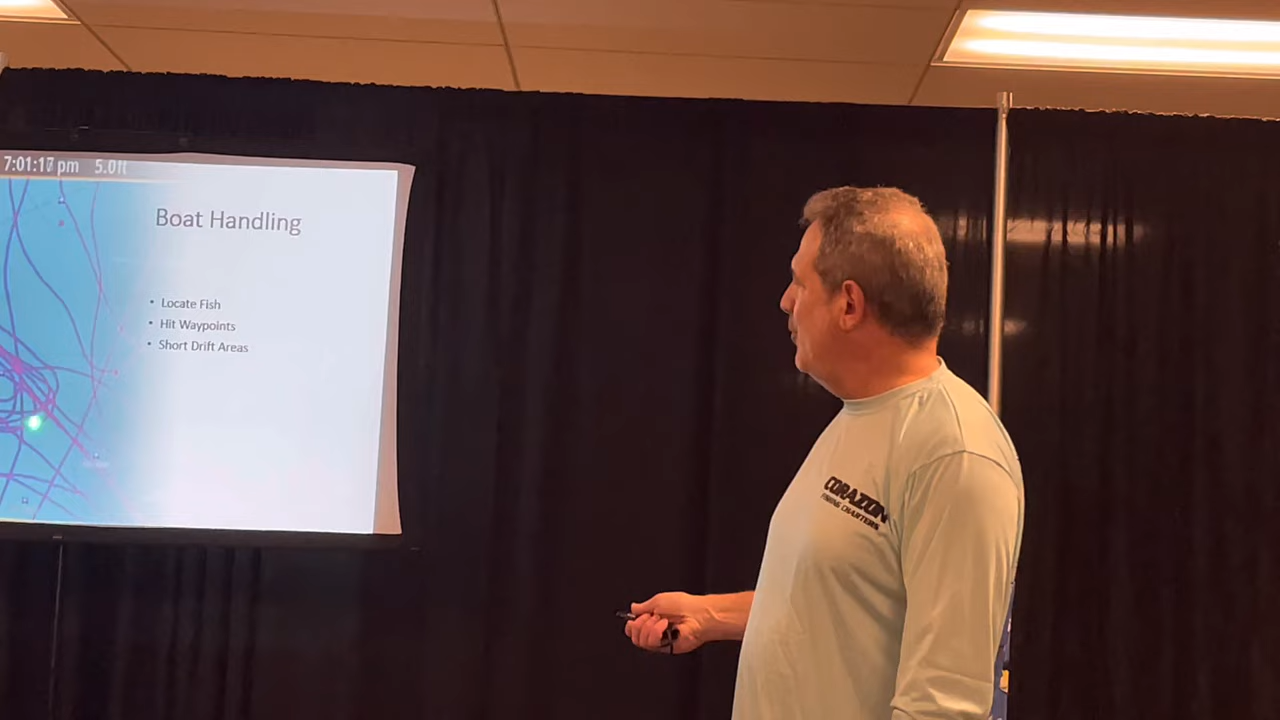 7:01:17 pm 5.0ft
Boat Handling
• Locate Fish
• Hit Waypoints
• Short Drift Areas
CORAZON
FISHING CHARTERS